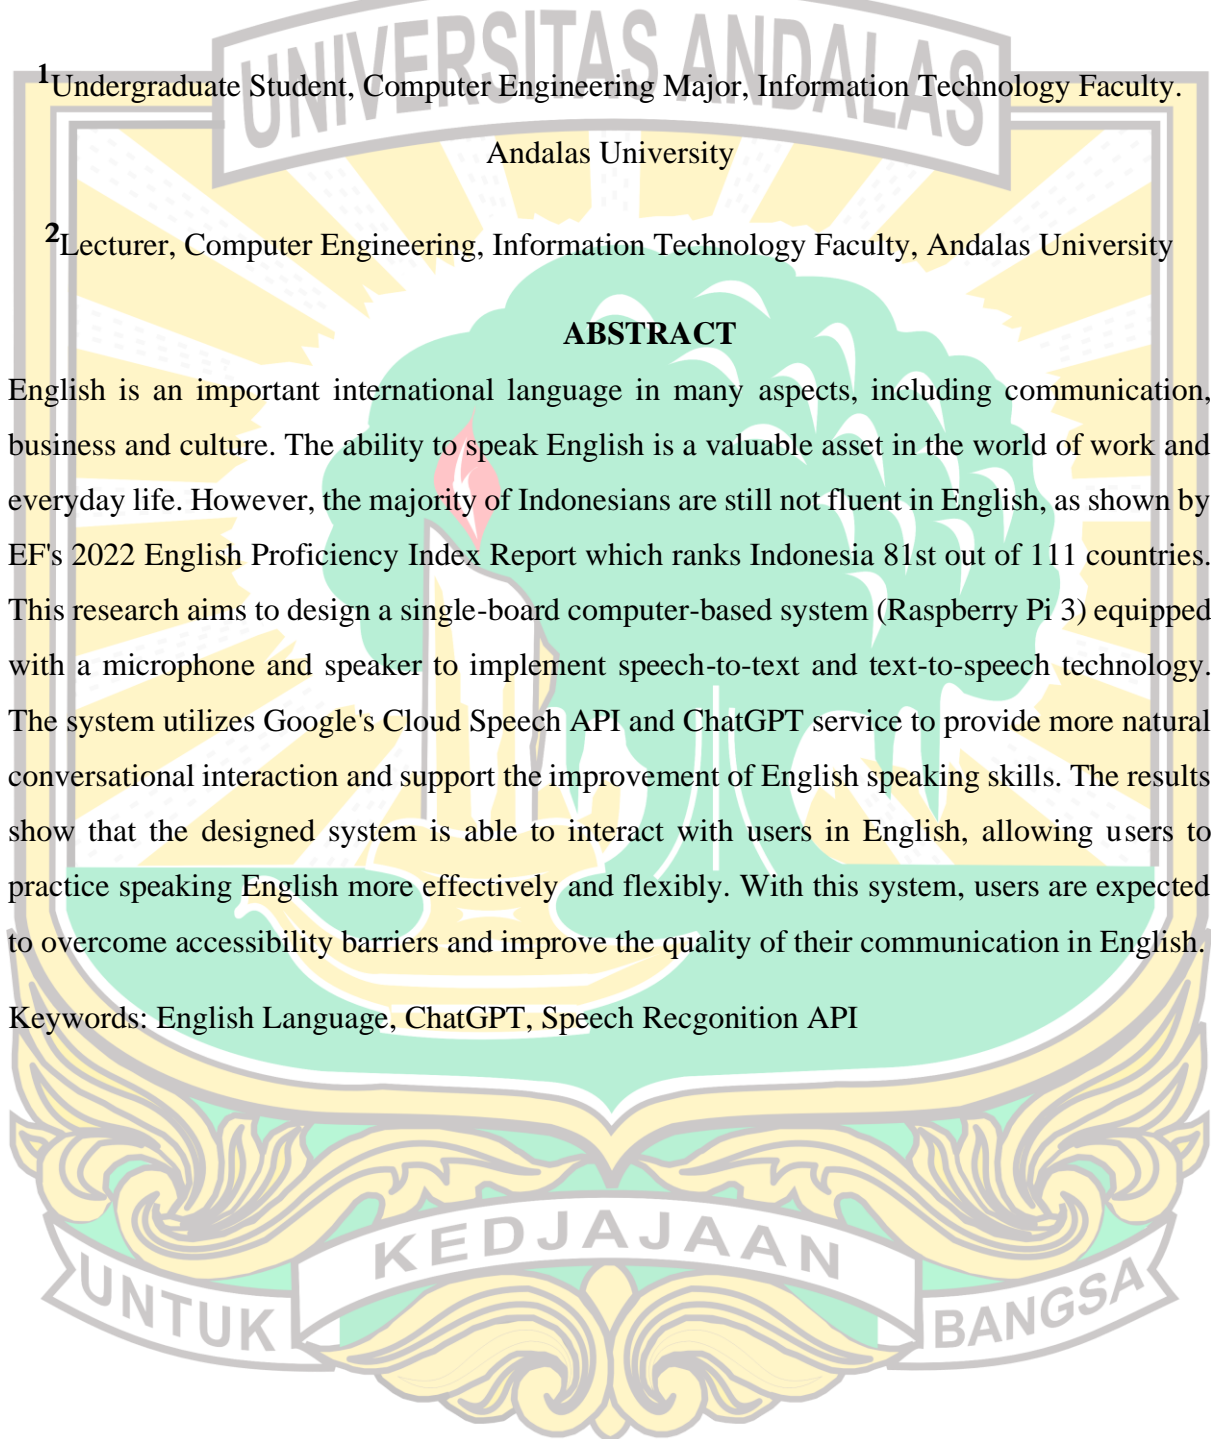 UNIVERSITAS ANDALAS
1Undergraduate Student, Computer Engineering Major, Information Technology Faculty.
Andalas University
2Lecturer, Computer Engineering, Information Technology Faculty, Andalas University
ABSTRACT
English is an important international language in many aspects, including communication,
business and culture. The ability to speak English is a valuable asset in the world of work and
everyday life. However, the majority of Indonesians are still not fluent in English, as shown by
EF's 2022 English Proficiency Index Report which ranks Indonesia 81st out of 111 countries.
This research aims to design a single-board computer-based system (Raspberry Pi 3) equipped
with a microphone and speaker to implement speech-to-text and text-to-speech technology.
The system utilizes Google's Cloud Speech API and ChatGPT service to provide more natural
conversational interaction and support the improvement of English speaking skills. The results
show that the designed system is able to interact with users in English, allowing users to
practice speaking English more effectively and flexibly. With this system, users are expected
to overcome accessibility barriers and improve the quality of their communication in English.
Keywords: English Language, ChatGPT, Speech Recgonition API
UNTUK KEDJAJAAN BANGSA